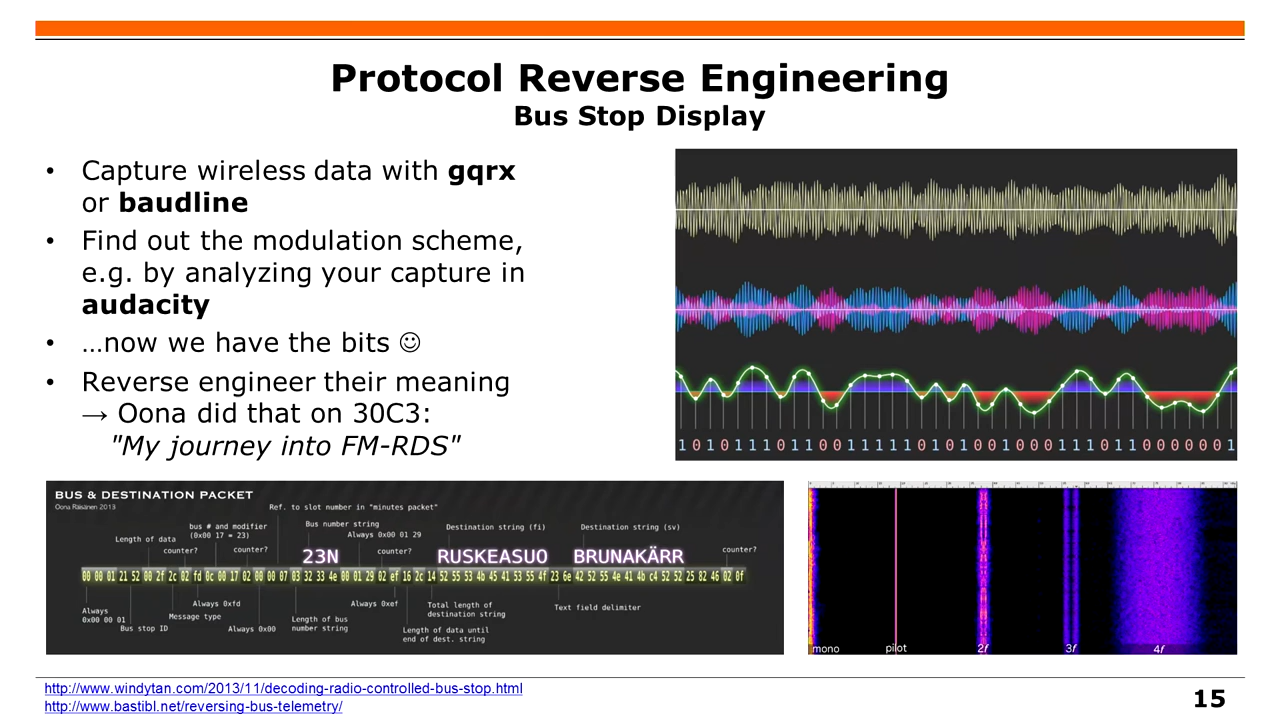 Protocol Reverse Engineering
Bus Stop Display
• Capture wireless data with gqrx
or baudline
• Find out the modulation scheme,
e.g. by analyzing your capture in
audacity
• …now we have the bits ☺
• Reverse engineer their meaning
→ Oona did that on 30C3:
"My journey into FM-RDS"
1 0 1 0 1 1 1 0 1 1 0 0 1 1 1 1 1 0 1 0 0 1 0 0 0 1 1 1 0 1 1 0 0 0 0 0 0 1
BUS & DESTINATION PACKET
Oona Räisänen 2013
Ref. to slot number in "minutes packet"
bus # and modifier
(0x00 17 = 23)
Bus number string
Always 0x00 01 29
Destination string (fi)
Destination string (sv)
Length of data
counter?
counter?
counter?
counter?
23N
RUSKEASUO
BRUNAKÄRR
00 00 01 21 52 00 2f 2c 02 fd 0c 00 17 02 00 00 07 03 32 33 4e 00 01 29 02 ef 16 2c 14 52 55 53 4b 45 41 53 55 4f 23 6e 42 52 55 4e 41 4b c4 52 52 25 82 46 02 0f
Always
0x00 00 01
Bus stop ID
Message type
Always 0xfd
Always 0x00
Length of bus
number string
Always 0xef
Length of data until
end of dest. string
Total length of
destination string
Text field delimiter
mono
pilot
2f
3f
4f
http://www.windytan.com/2013/11/decoding-radio-controlled-bus-stop.html
http://www.bastibl.net/reversing-bus-telemetry/
15